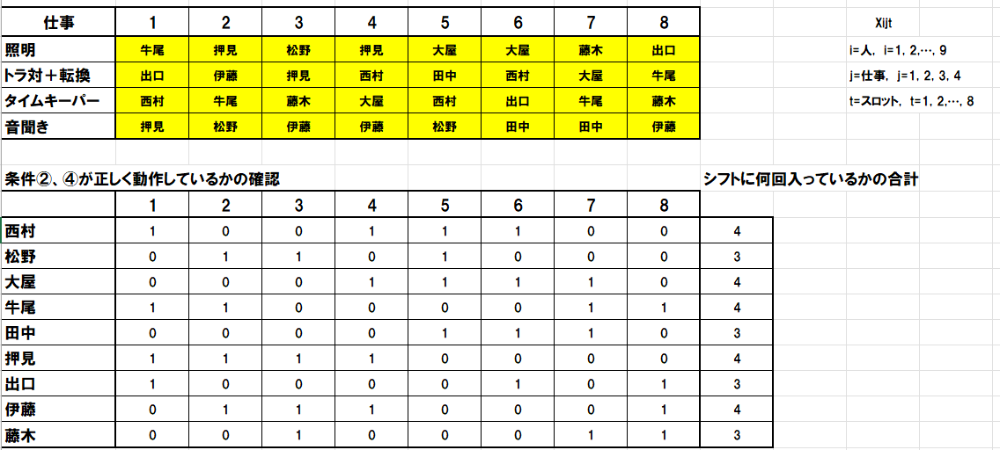 仕事 1 2 3 4 5 6 7 8 Xijt
照明 牛尾 押見 松野 押見 大屋 大屋 藤木 出口 i=人, i=1, 2,…, 9
トラ対＋転換 出口 伊藤 押見 西村 田中 西村 大屋 牛尾 j=仕事, j=1, 2, 3, 4
タイムキーパー 西村 牛尾 藤木 大屋 西村 出口 牛尾 藤木 t=スロット, t=1, 2,…, 8
音聞き 押見 松野 伊藤 伊藤 松野 田中 田中 伊藤
条件②、④が正しく動作しているかの確認 シフトに何回入っているかの合計
1 2 3 4 5 6 7 8
西村 1 0 0 1 1 1 0 0 4
松野 0 1 1 0 1 0 0 0 3
大屋 0 0 0 1 1 1 1 0 4
牛尾 1 1 0 0 0 0 1 1 4
田中 0 0 0 0 1 1 1 0 3
押見 1 1 1 1 0 0 0 0 4
出口 1 0 0 0 0 1 0 1 3
伊藤 0 1 1 1 0 0 0 1 4
藤木 0 0 1 0 0 0 1 1 3